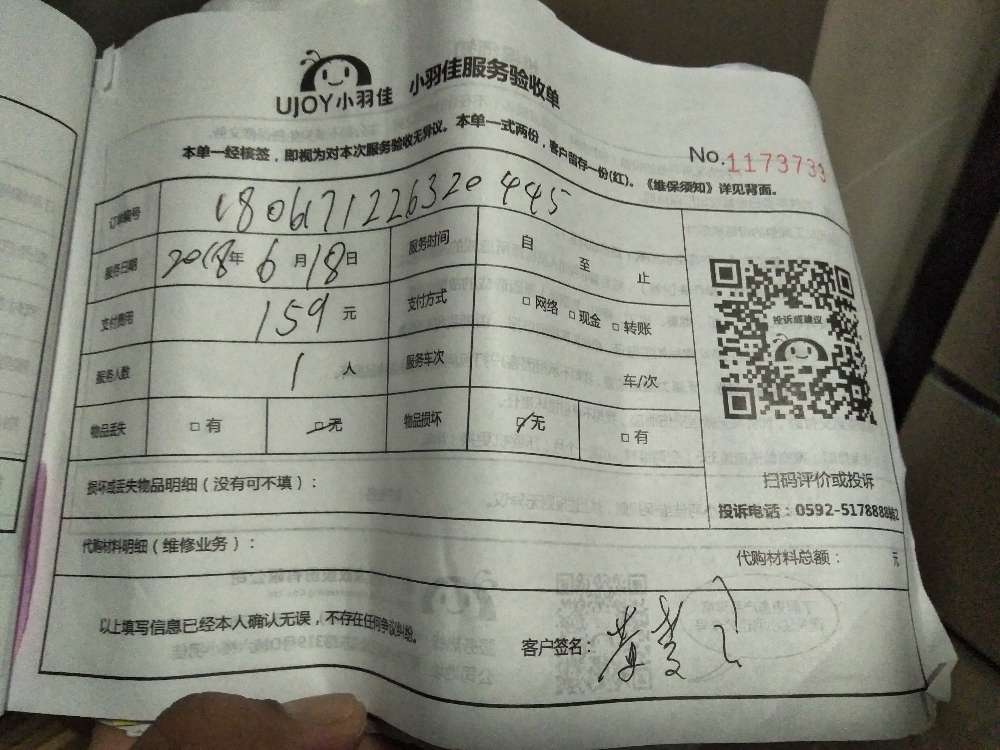 UJOY小羽佳 小羽佳服务验收单
本单一经核签，即视为对本次服务验收无异议。本单一式两份，客户留存一份(红)。《维保须知》详见背面。
No.1173733
订单编号 1806171226320445
服务日期 2018年6月18日 服务时间 自 至 止
支付费用 159 元 支付方式 □网络 □现金 □转账
服务人数 1 人 服务车次 车/次
物品丢失 □有 □无 物品损坏 □无 □有
投诉或建议
扫码评价或投诉
投诉电话：0592-5178888转2
损坏或丢失物品明细（没有可不填）：
代购材料明细（维修业务）：
代购材料总额： 元
以上填写信息已经本人确认无误，不存在任何争议纠纷。
客户签名：